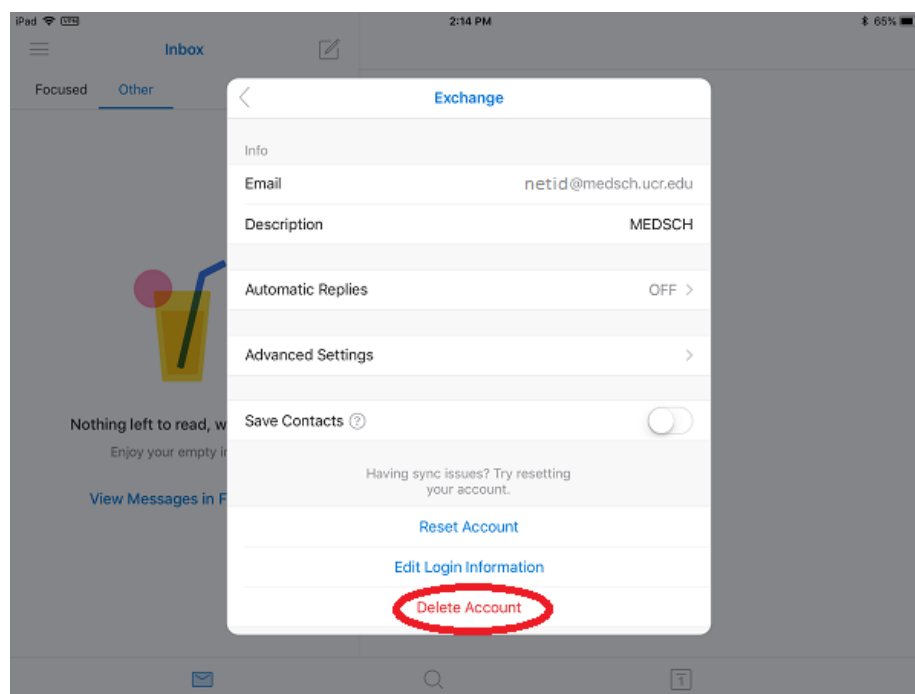 iPad VPN 2:14 PM 65%
Inbox
Focused Other
Exchange
Info
Email netid@medsch.ucr.edu
Description MEDSCH
Automatic Replies OFF
Advanced Settings
Nothing left to read, w
Save Contacts ?
Enjoy your empty
Having sync issues? Try resetting
your account.
View Messages in F
Reset Account
Edit Login Information
Delete Account
1